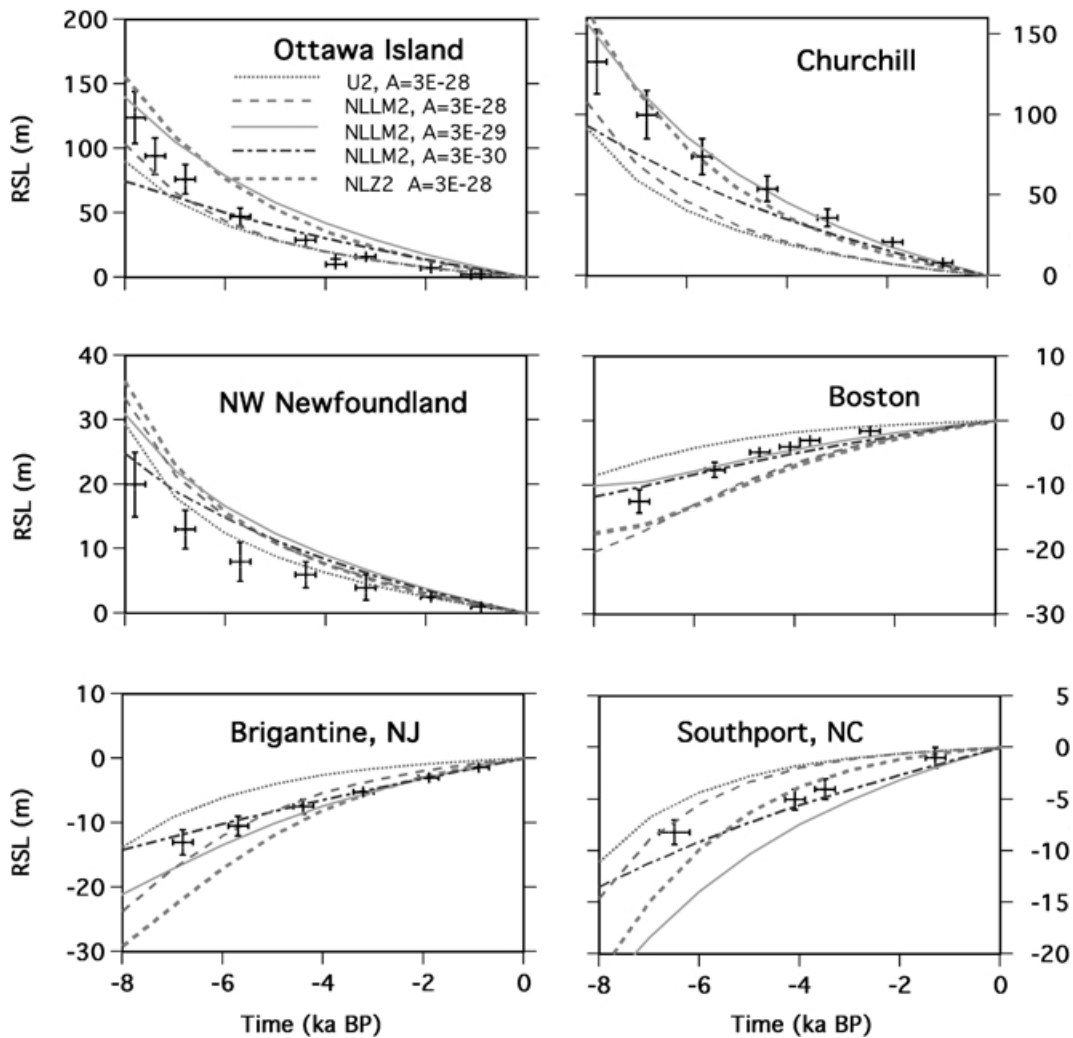 200
150
100
50
0
RSL (m)
Ottawa Island
U2, A=3E-28
NLLM2, A=3E-28
NLLM2, A=3E-29
NLLM2, A=3E-30
NLZ2 A=3E-28
Churchill
150
100
50
0
40
30
20
10
0
RSL (m)
NW Newfoundland
Boston
10
0
-10
-20
-30
10
0
-10
-20
-30
RSL (m)
Brigantine, NJ
-8 -6 -4 -2 0
Time (ka BP)
Southport, NC
5
0
-5
-10
-15
-20
-8 -6 -4 -2 0
Time (ka BP)